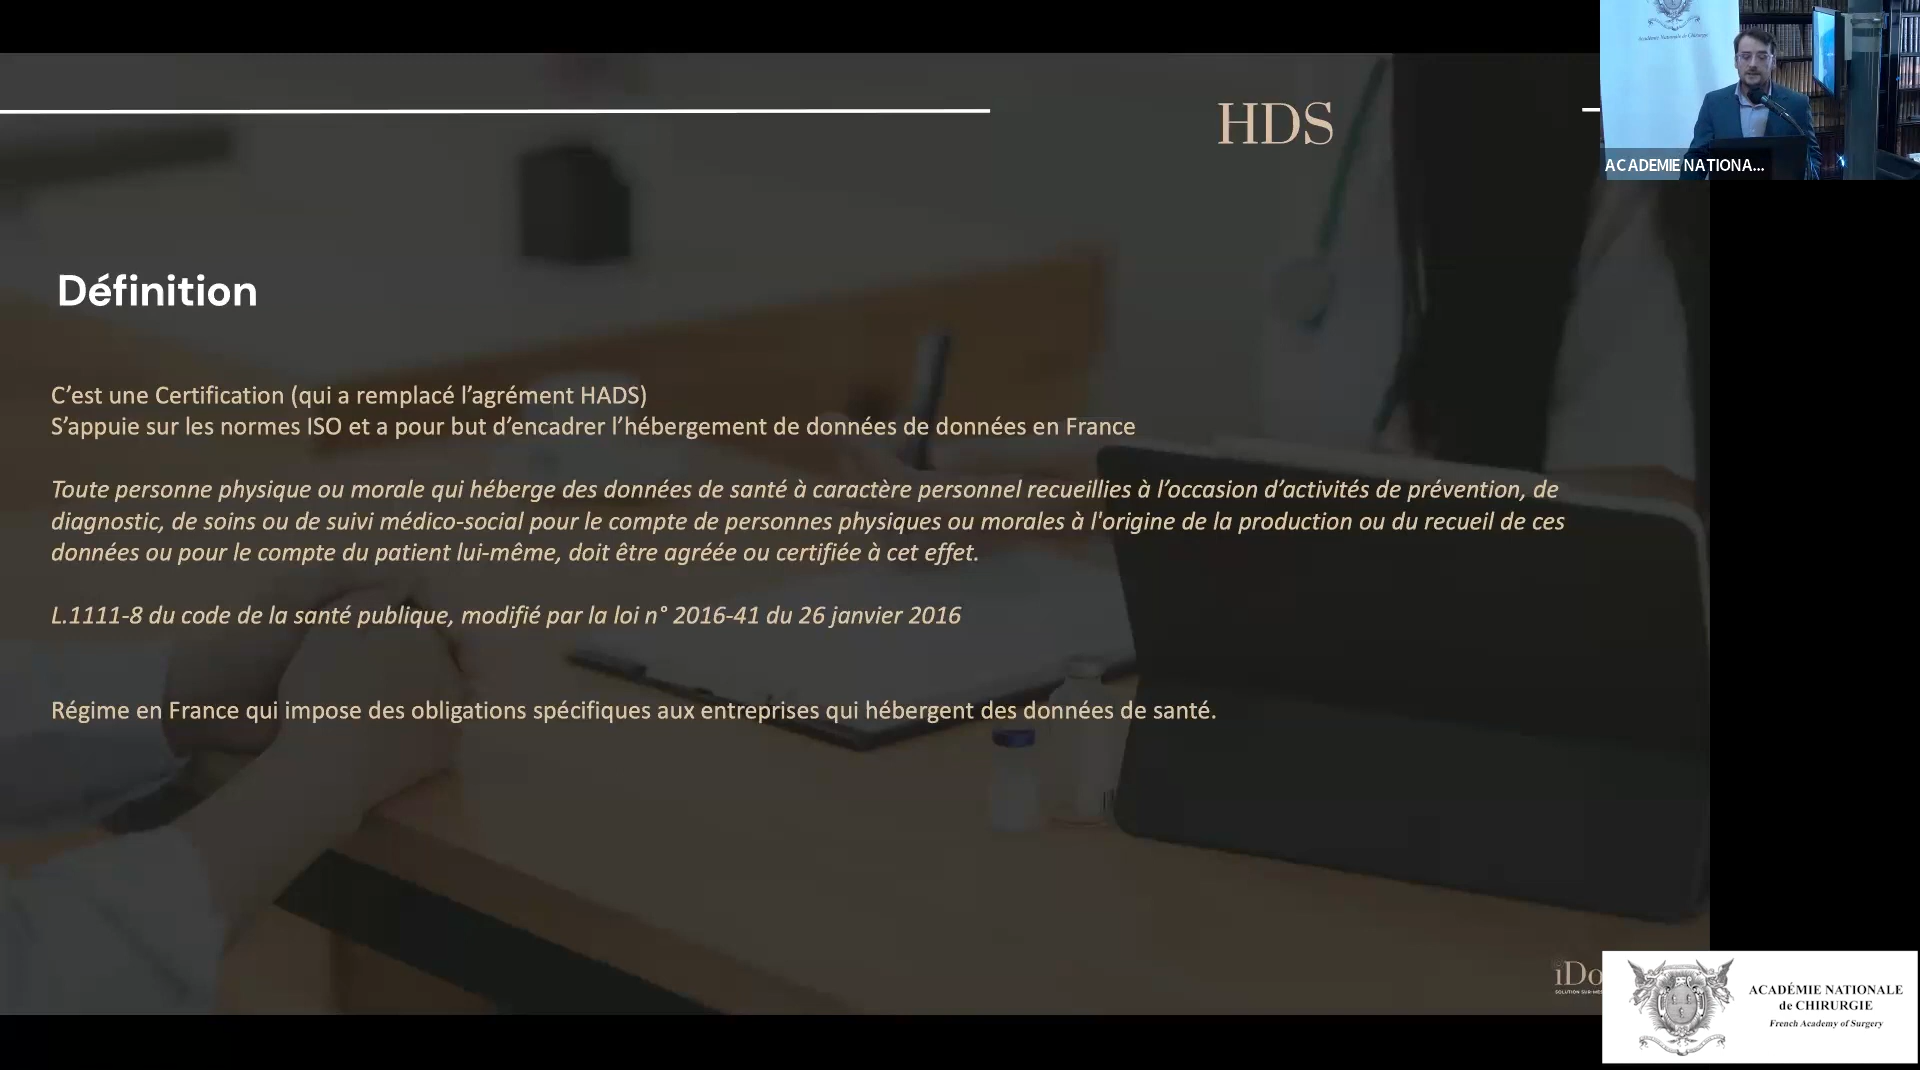 HDS
ACADEMIE NATIONA...
Définition
C’est une Certification (qui a remplacé l’agrément HADS)
S’appuie sur les normes ISO et a pour but d’encadrer l’hébergement de données de données en France
Toute personne physique ou morale qui héberge des données de santé à caractère personnel recueillies à l’occasion d’activités de prévention, de
diagnostic, de soins ou de suivi médico-social pour le compte de personnes physiques ou morales à l'origine de la production ou du recueil de ces
données ou pour le compte du patient lui-même, doit être agréée ou certifiée à cet effet.
L.1111-8 du code de la santé publique, modifié par la loi n° 2016-41 du 26 janvier 2016
Régime en France qui impose des obligations spécifiques aux entreprises qui hébergent des données de santé.
iDo
ACADÉMIE NATIONALE
de CHIRURGIE
French Academy of Surgery